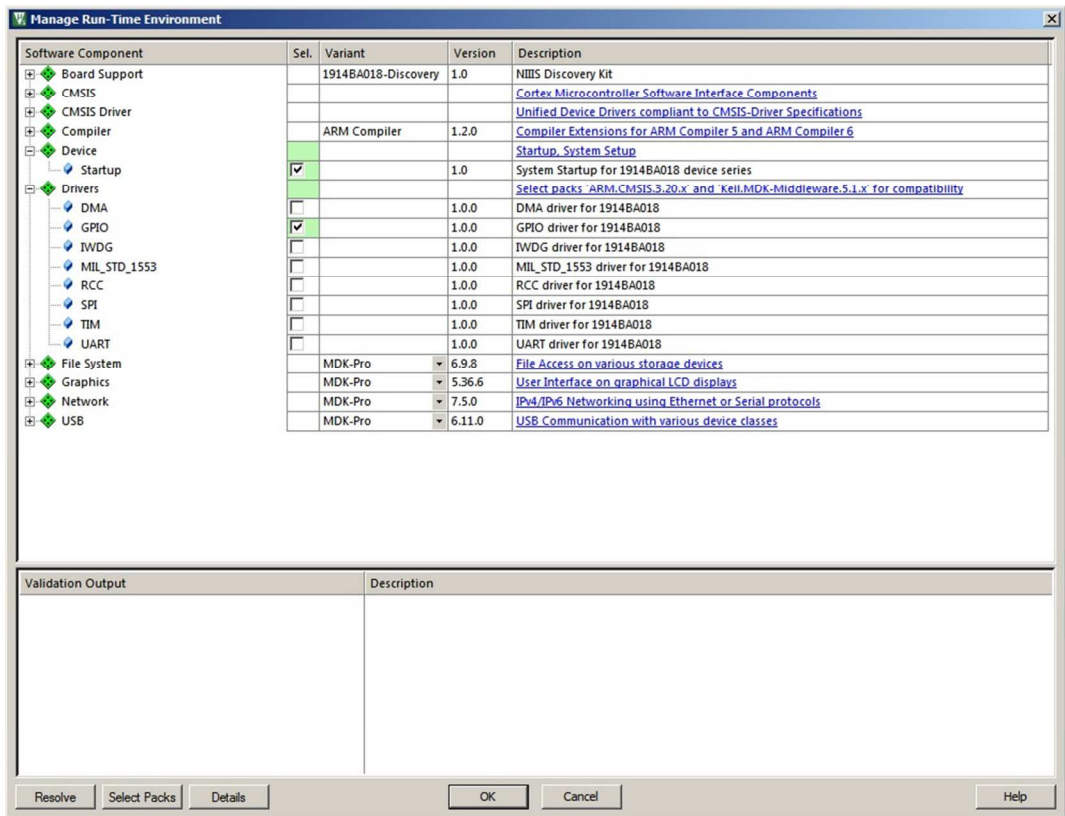 Manage Run-Time Environment
Software Component Sel. Variant Version Description
Board Support 1914BA018-Discovery 1.0 NIIIS Discovery Kit
CMSIS Cortex Microcontroller Software Interface Components
CMSIS Driver Unified Device Drivers compliant to CMSIS-Driver Specifications
Compiler ARM Compiler 1.2.0 Compiler Extensions for ARM Compiler 5 and ARM Compiler 6
Device Startup, System Setup
Startup 1.0 System Startup for 1914BA018 device series
Drivers Select packs 'ARM.CMSIS.3.20.x' and 'Keil.MDK-Middleware.5.1.x' for compatibility
DMA 1.0.0 DMA driver for 1914BA018
GPIO 1.0.0 GPIO driver for 1914BA018
IWDG 1.0.0 IWDG driver for 1914BA018
MIL_STD_1553 1.0.0 MIL_STD_1553 driver for 1914BA018
RCC 1.0.0 RCC driver for 1914BA018
SPI 1.0.0 SPI driver for 1914BA018
TIM 1.0.0 TIM driver for 1914BA018
UART 1.0.0 UART driver for 1914BA018
File System MDK-Pro 6.9.8 File Access on various storage devices
Graphics MDK-Pro 5.36.6 User Interface on graphical LCD displays
Network MDK-Pro 7.5.0 IPv4/IPv6 Networking using Ethernet or Serial protocols
USB MDK-Pro 6.11.0 USB Communication with various device classes
Validation Output Description
Resolve Select Packs Details OK Cancel Help